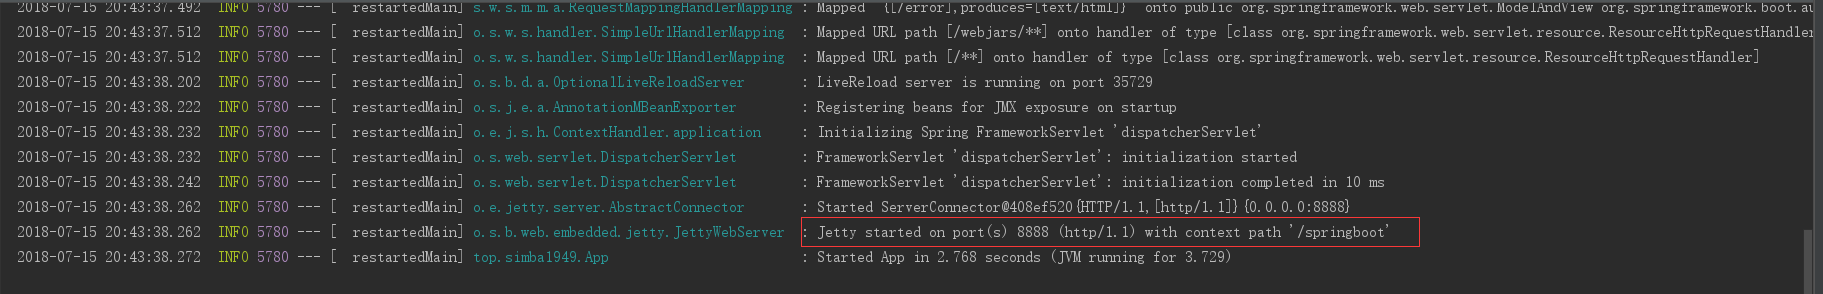 2018-07-15 20:43:37.492  INFO 5780 --- [  restartedMain] s.w.s.m.m.a.RequestMappingHandlerMapping : Mapped "{[/error],produces=[text/html]}" onto public org.springframework.web.servlet.ModelAndView org.springframework.boot.au
2018-07-15 20:43:37.512  INFO 5780 --- [  restartedMain] o.s.w.s.handler.SimpleUrlHandlerMapping  : Mapped URL path [/webjars/**] onto handler of type [class org.springframework.web.servlet.resource.ResourceHttpRequestHandler
2018-07-15 20:43:37.512  INFO 5780 --- [  restartedMain] o.s.w.s.handler.SimpleUrlHandlerMapping  : Mapped URL path [/**] onto handler of type [class org.springframework.web.servlet.resource.ResourceHttpRequestHandler]
2018-07-15 20:43:38.202  INFO 5780 --- [  restartedMain] o.s.b.d.a.OptionalLiveReloadServer       : LiveReload server is running on port 35729
2018-07-15 20:43:38.222  INFO 5780 --- [  restartedMain] o.s.j.e.a.AnnotationMBeanExporter        : Registering beans for JMX exposure on startup
2018-07-15 20:43:38.232  INFO 5780 --- [  restartedMain] o.e.j.s.h.ContextHandler.application     : Initializing Spring FrameworkServlet 'dispatcherServlet'
2018-07-15 20:43:38.232  INFO 5780 --- [  restartedMain] o.s.web.servlet.DispatcherServlet        : FrameworkServlet 'dispatcherServlet': initialization started
2018-07-15 20:43:38.242  INFO 5780 --- [  restartedMain] o.s.web.servlet.DispatcherServlet        : FrameworkServlet 'dispatcherServlet': initialization completed in 10 ms
2018-07-15 20:43:38.262  INFO 5780 --- [  restartedMain] o.e.jetty.server.AbstractConnector       : Started ServerConnector@408ef520{HTTP/1.1,[http/1.1]}{0.0.0.0:8888}
2018-07-15 20:43:38.262  INFO 5780 --- [  restartedMain] o.s.b.web.embedded.jetty.JettyWebServer  : Jetty started on port(s) 8888 (http/1.1) with context path '/springboot'
2018-07-15 20:43:38.272  INFO 5780 --- [  restartedMain] top.simba1949.App                        : Started App in 2.768 seconds (JVM running for 3.729)